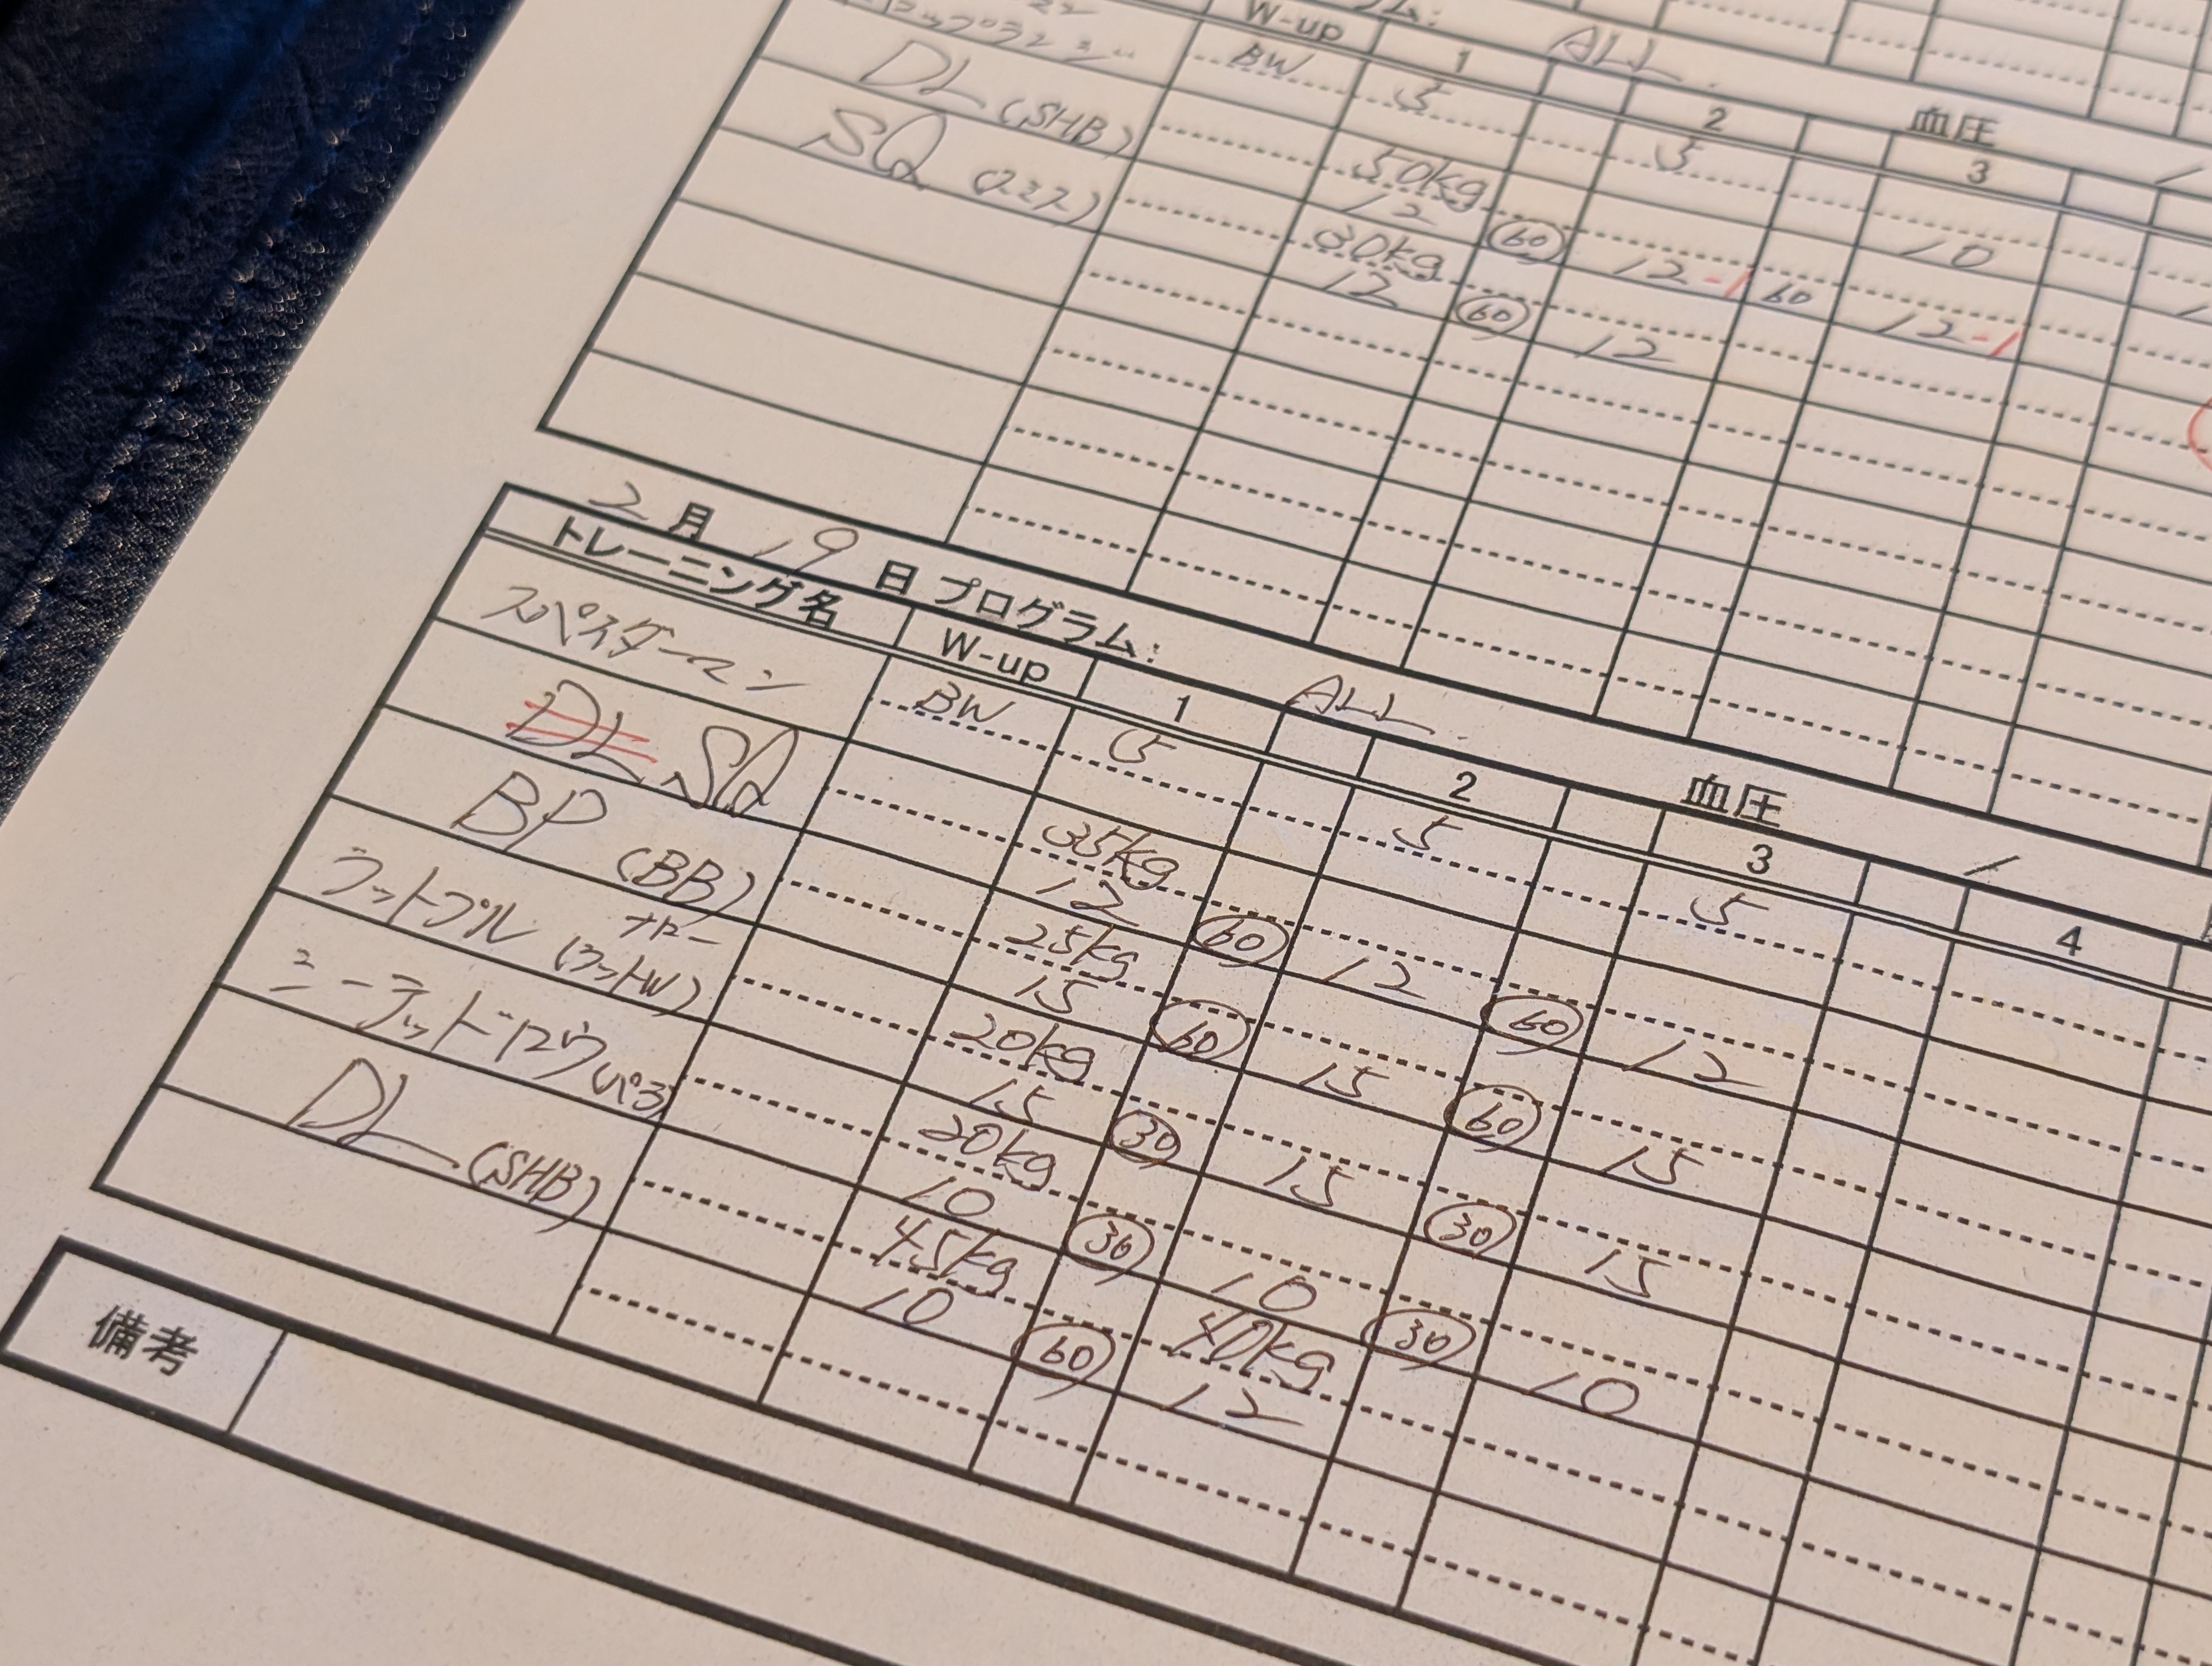 W-up 1 ALL. 2 血圧 3 /
BW 5 5 10
DL (SHB) 50kg
12 60 12 -1 60 12 -1
SQ (スミス) 30kg
12 60 12
2月19日 プログラム: ALL. 血圧 /
トレーニング名 W-up 1 2 3 4
スパイダーマン BW 5 5 5
DL SQ 35kg
12 60 12 60 12
BP (BB) 25kg
15 60 15 60 15
ラットプル ナロー (ラットW) 20kg
15 30 15 30 15
シーテッドロウ 20kg
10 30 10 30 10
DL (SHB) 45kg 40kg
10 60 12
備考